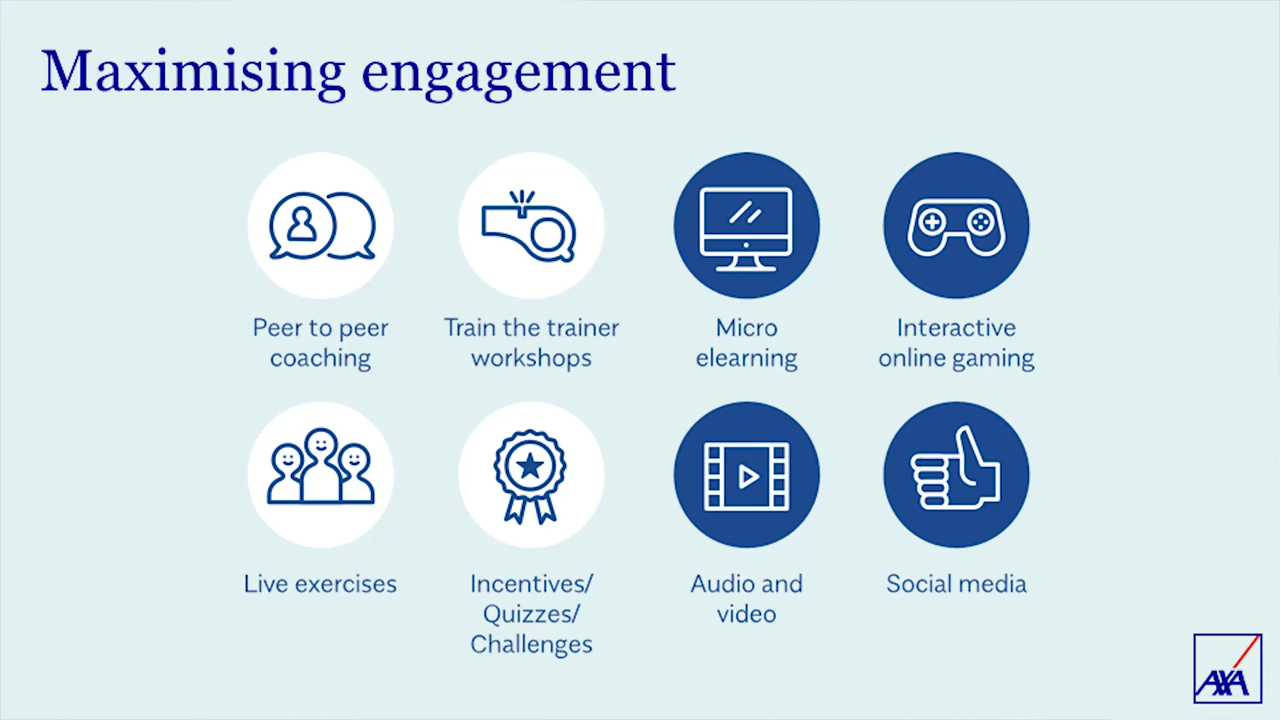 Maximising engagement
Peer to peer
coaching
Train the trainer
workshops
Micro
elearning
Interactive
online gaming
Live exercises
Incentives/
Quizzes/
Challenges
Audio and
video
Social media
AXA